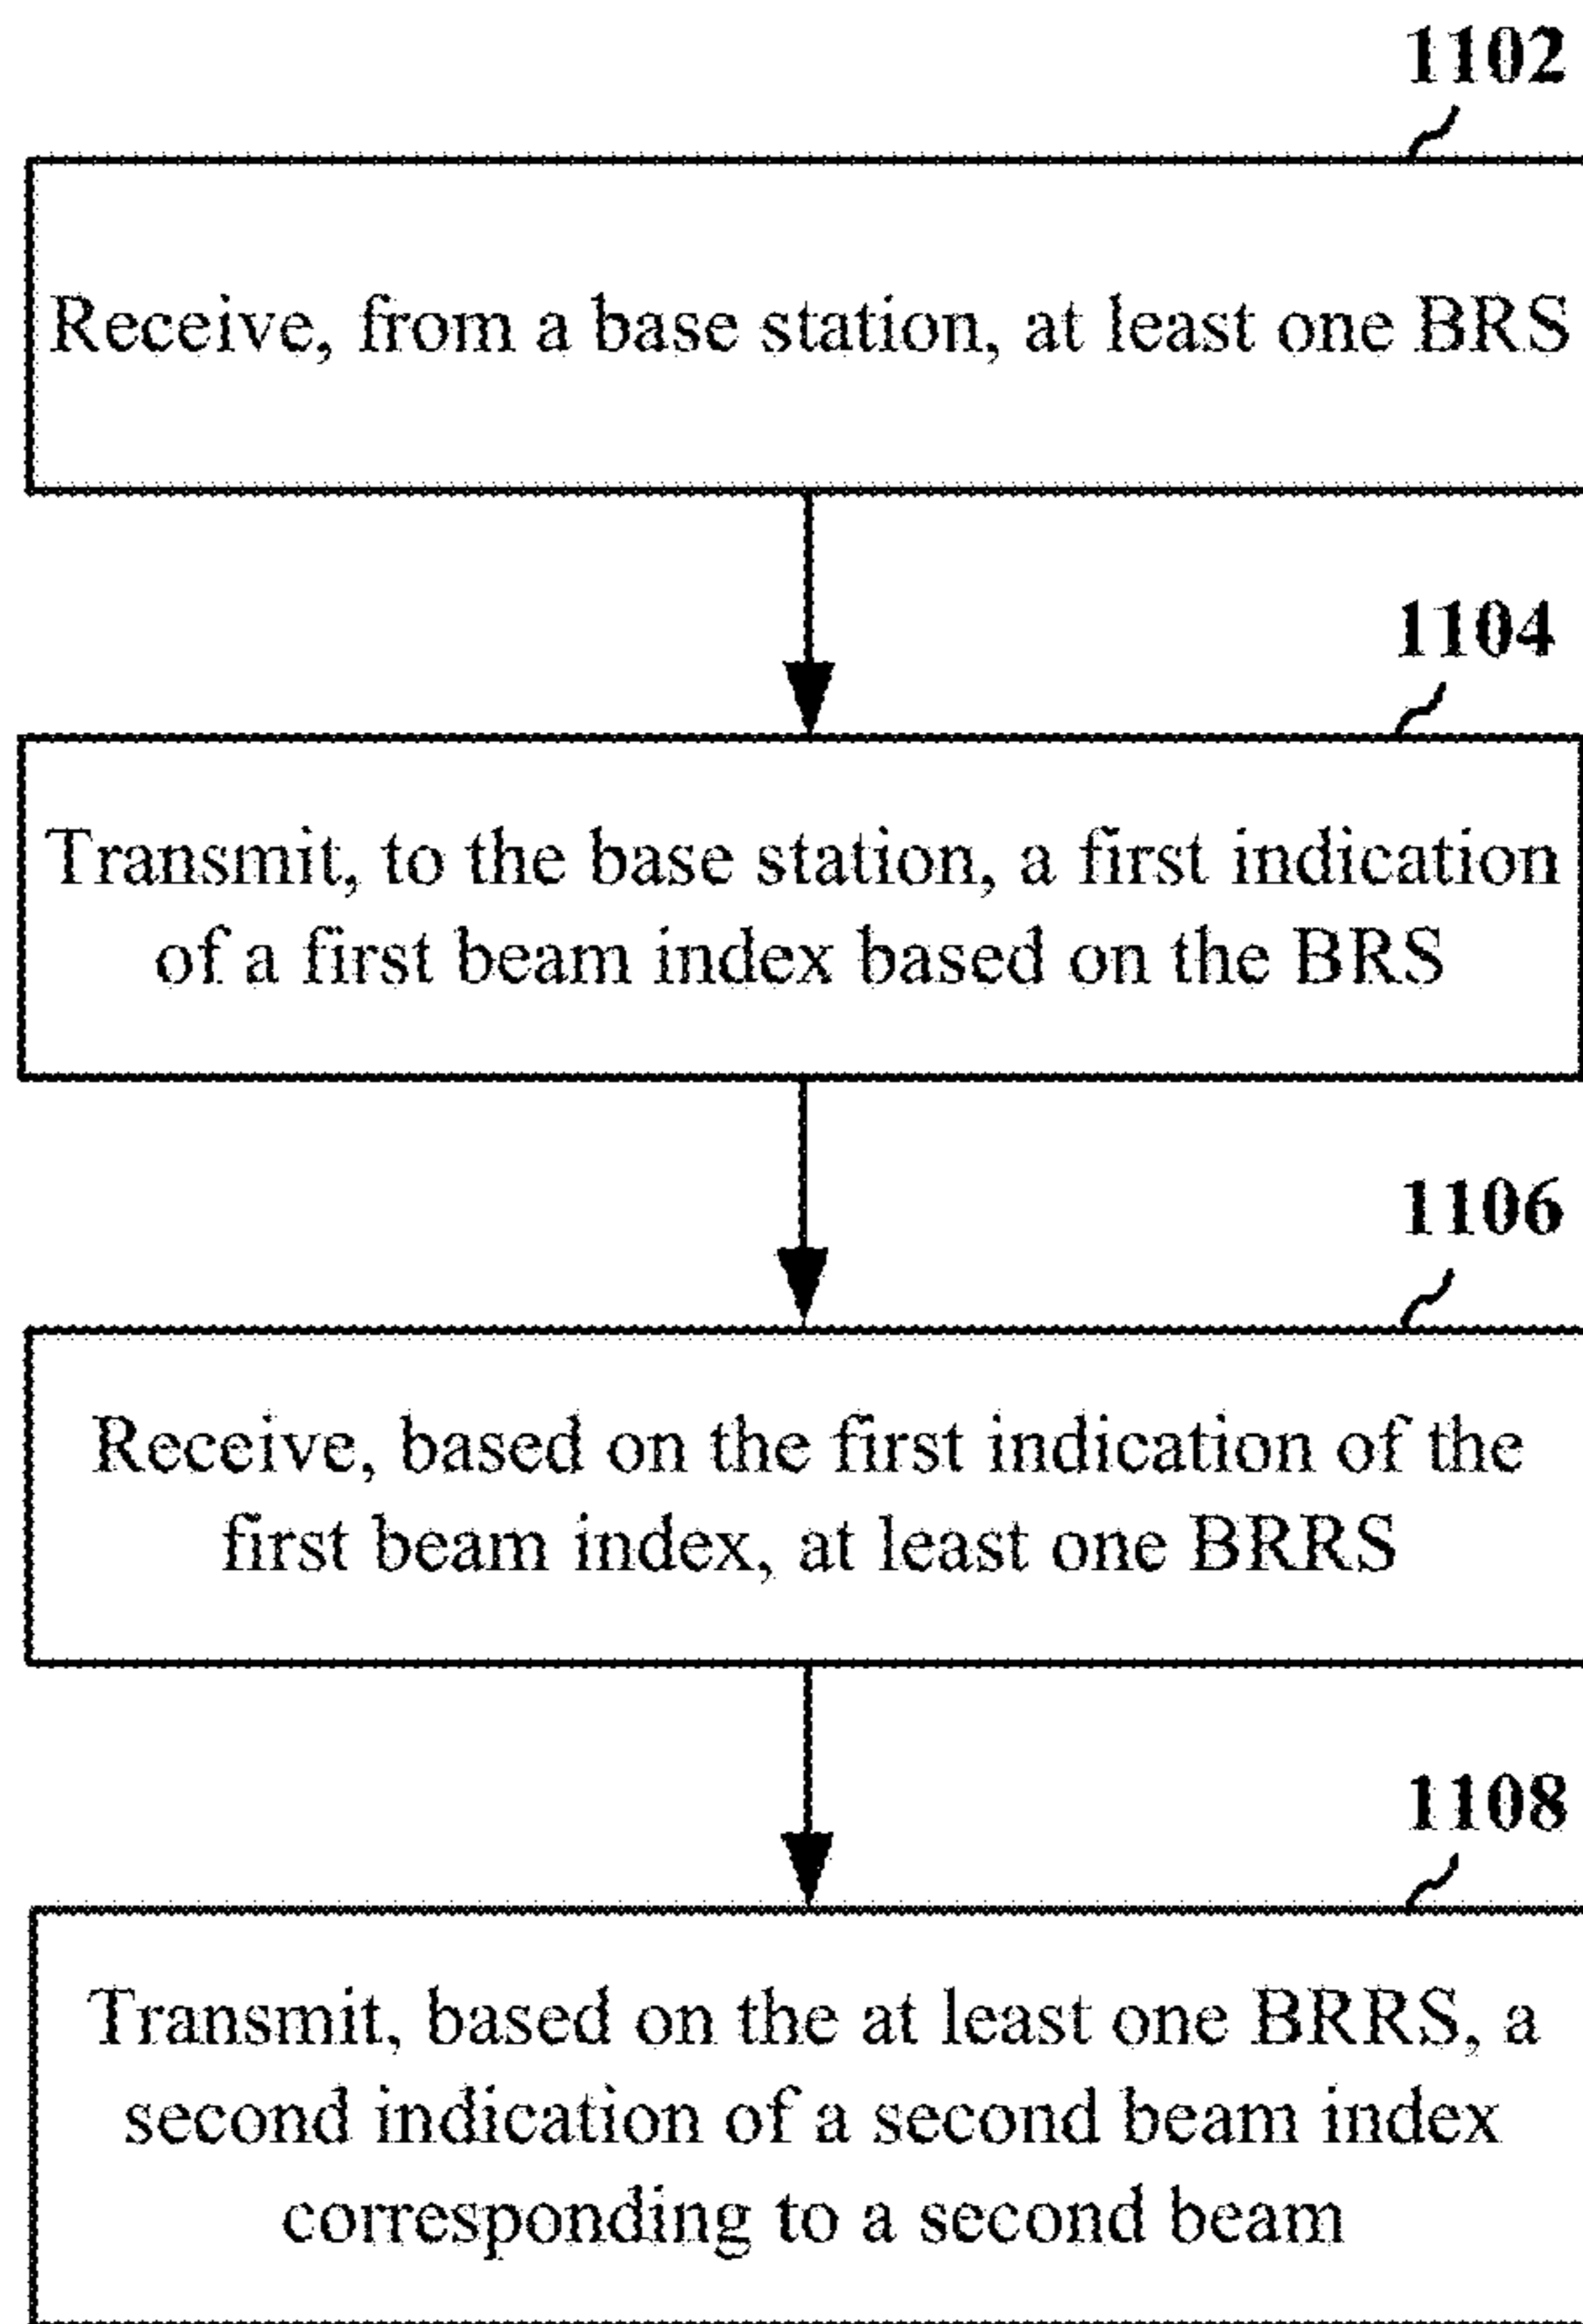 1102
Receive, from a base station, at least one BRS
1104
Transmit, to the base station, a first indication
of a first beam index based on the BRS
1106
Receive, based on the first indication of the
first beam index, at least one BRRS
1108
Transmit, based on the at least one BRRS, a
second indication of a second beam index
corresponding to a second beam